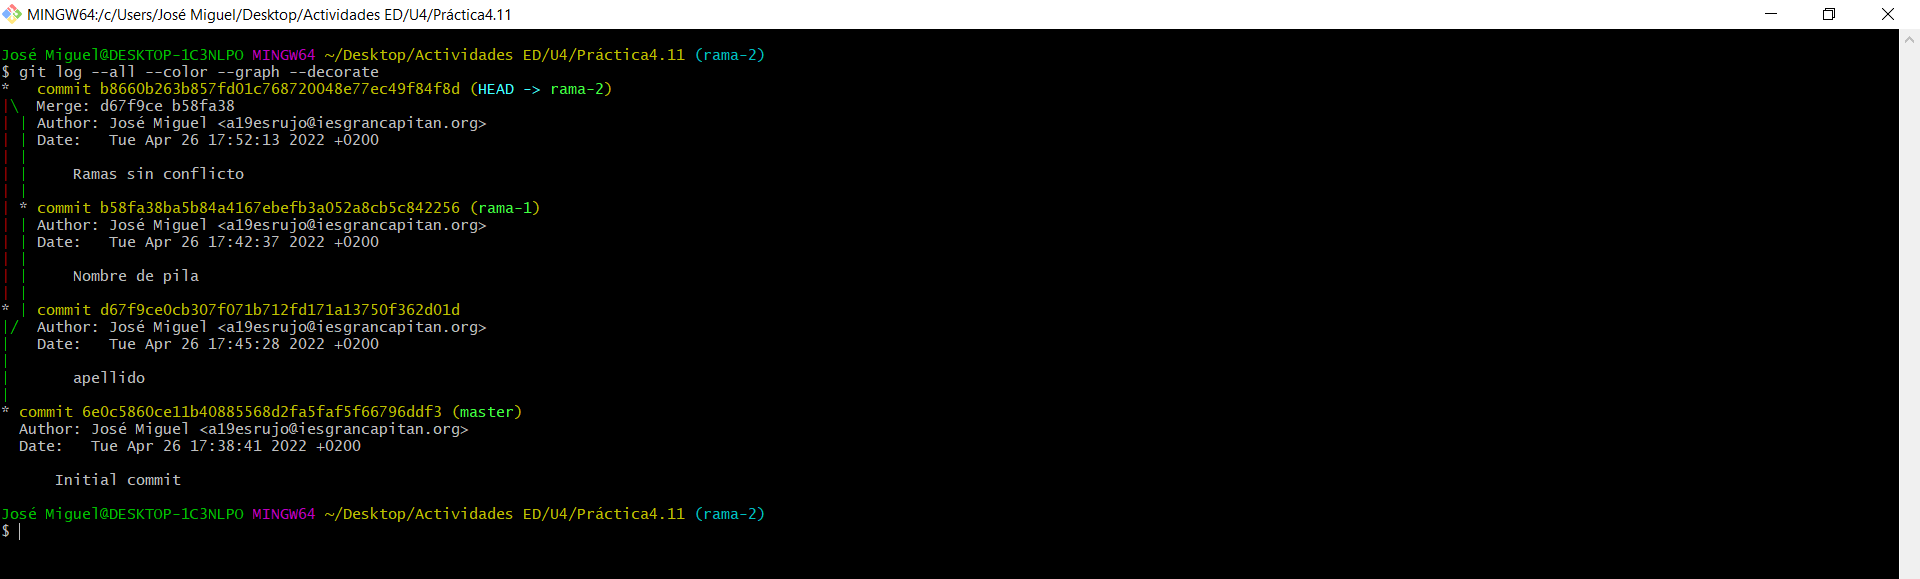 MINGW64:/c/Users/José Miguel/Desktop/Actividades ED/U4/Práctica4.11
José Miguel@DESKTOP-1C3NLPO MINGW64 ~/Desktop/Actividades ED/U4/Práctica4.11 (rama-2)
$ git log --all --color --graph --decorate
*   commit b8660b263b857fd01c768720048e77ec49f84f8d (HEAD -> rama-2)
|\  Merge: d67f9ce b58fa38
| | Author: José Miguel <a19esrujo@iesgrancapitan.org>
| | Date:   Tue Apr 26 17:52:13 2022 +0200
| |
| |     Ramas sin conflicto
| |
| * commit b58fa38ba5b84a4167ebefb3a052a8cb5c842256 (rama-1)
| | Author: José Miguel <a19esrujo@iesgrancapitan.org>
| | Date:   Tue Apr 26 17:42:37 2022 +0200
| |
| |     Nombre de pila
| |
* | commit d67f9ce0cb307f071b712fd171a13750f362d01d
|/  Author: José Miguel <a19esrujo@iesgrancapitan.org>
|   Date:   Tue Apr 26 17:45:28 2022 +0200
|
|       apellido
|
* commit 6e0c5860ce11b40885568d2fa5faf5f66796ddf3 (master)
  Author: José Miguel <a19esrujo@iesgrancapitan.org>
  Date:   Tue Apr 26 17:38:41 2022 +0200
      Initial commit
José Miguel@DESKTOP-1C3NLPO MINGW64 ~/Desktop/Actividades ED/U4/Práctica4.11 (rama-2)
$